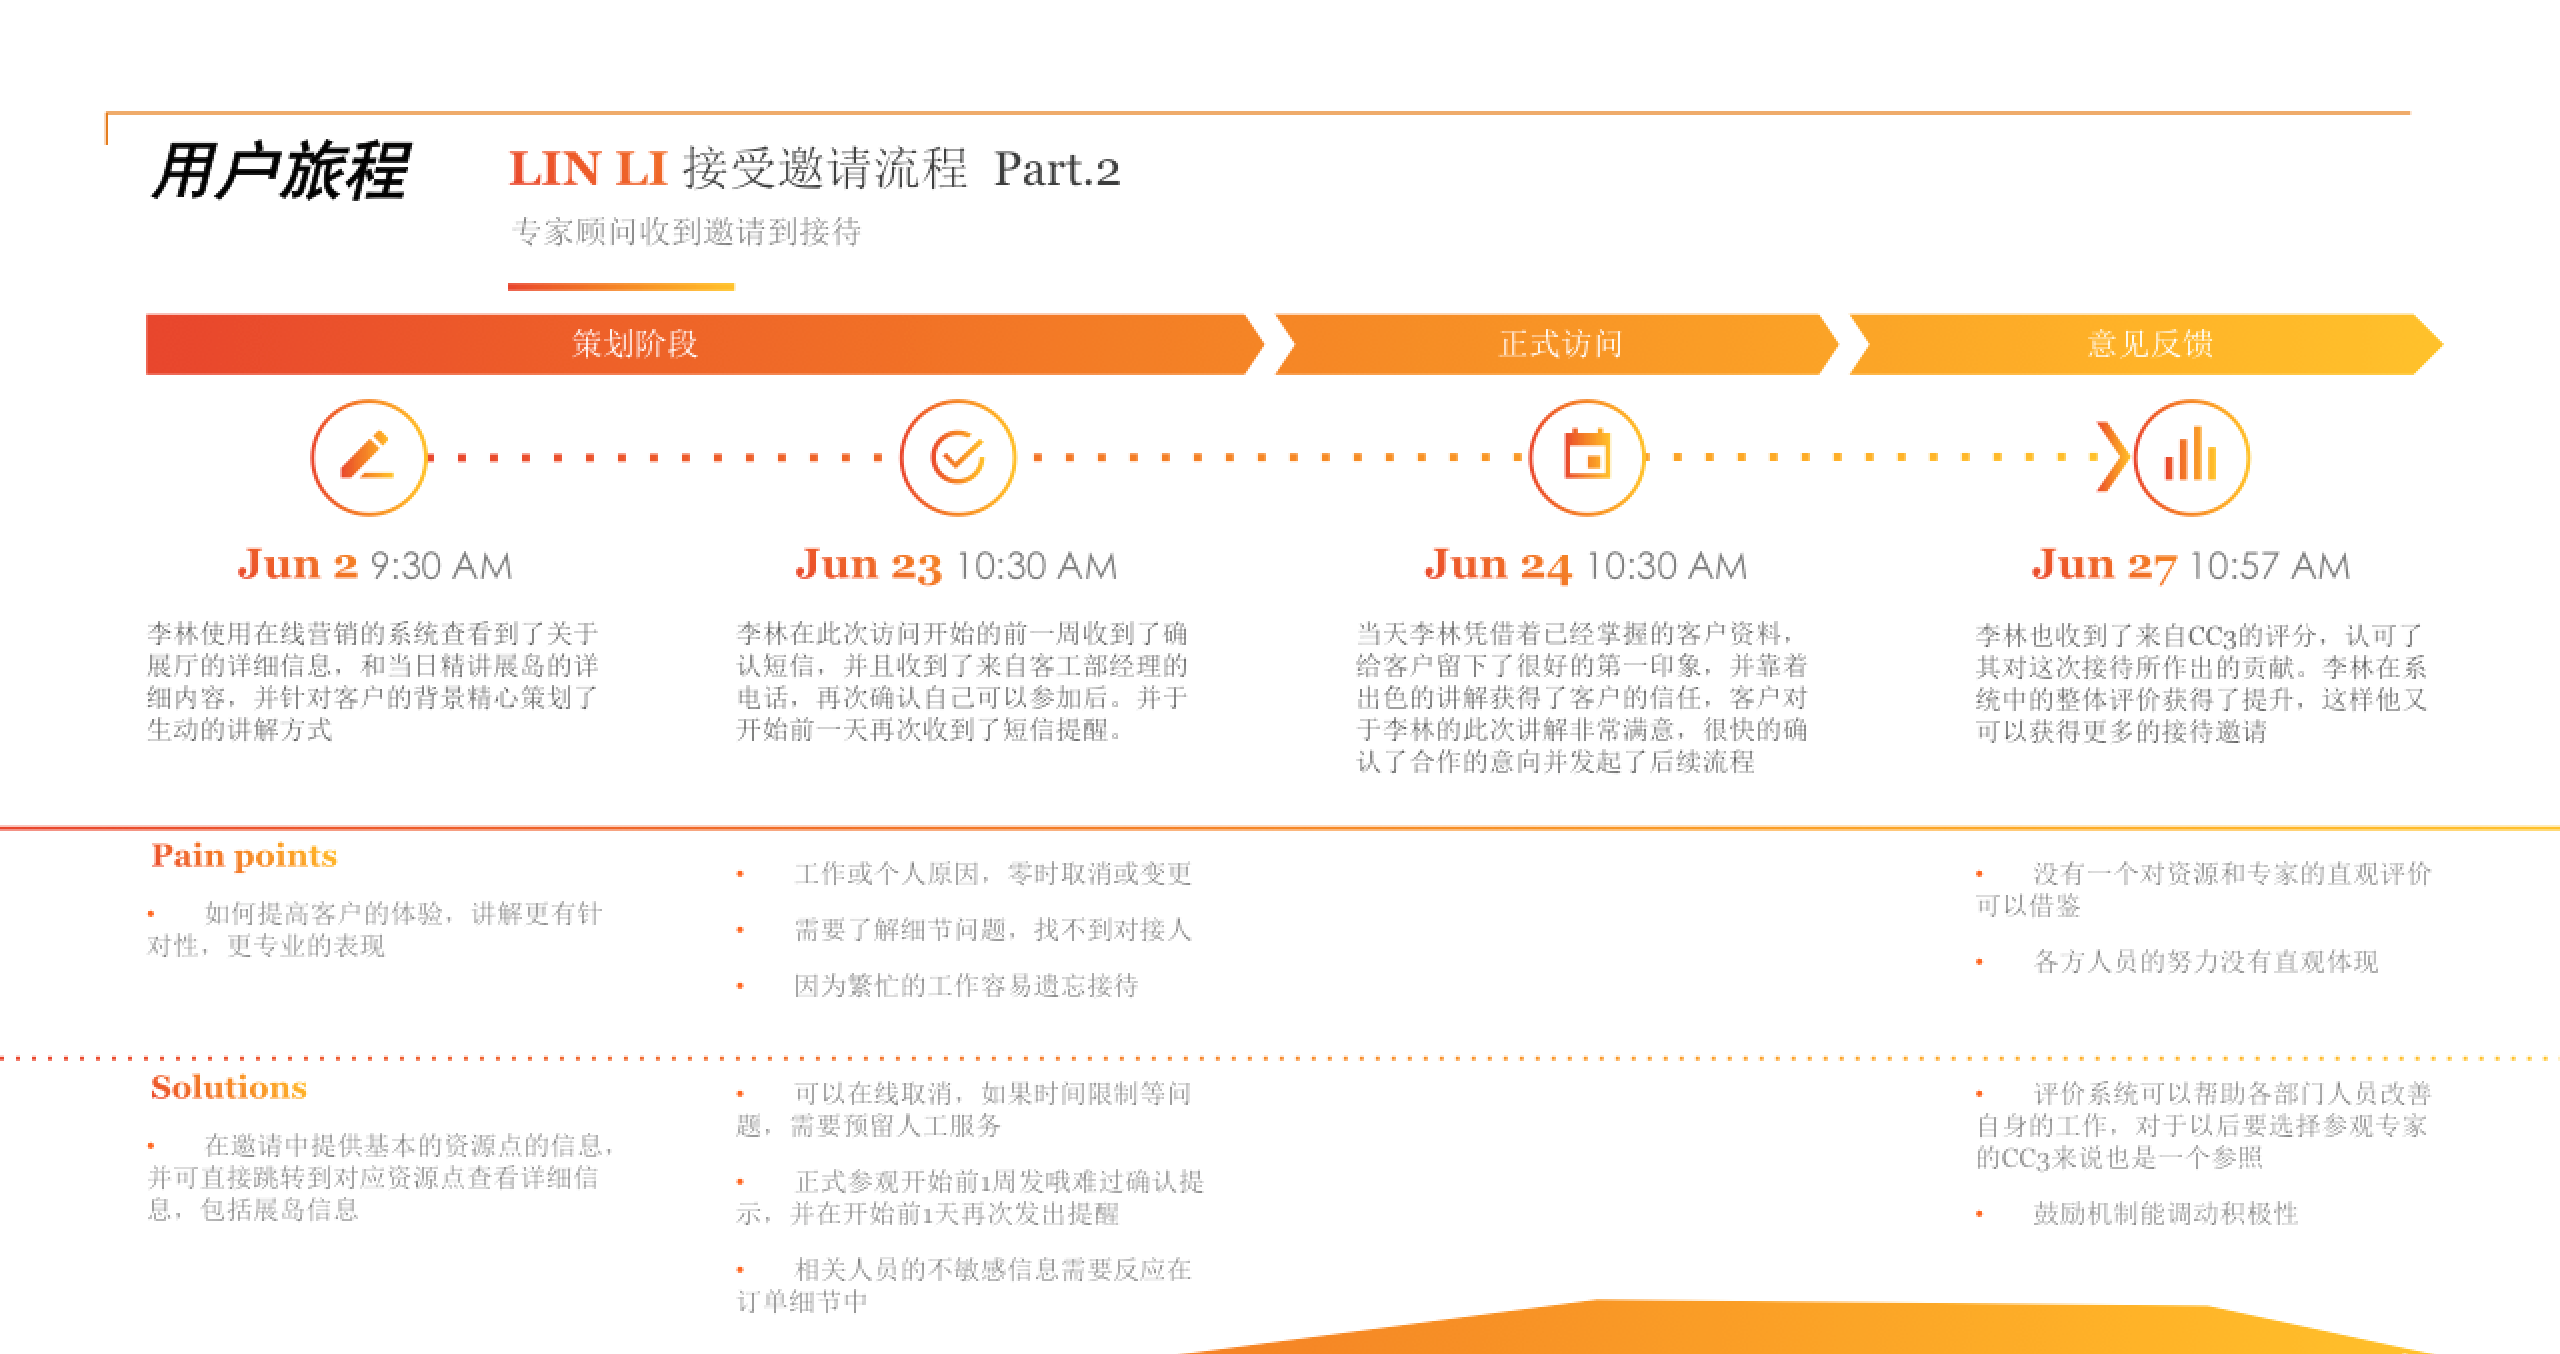 用户旅程
LIN LI 接受邀请流程 Part.2
专家顾问收到邀请到接待
策划阶段
正式访问
意见反馈
Jun 2 9:30 AM
李林使用在线营销的系统查看到了关于
展厅的详细信息，和当日精讲展岛的详
细内容，并针对客户的背景精心策划了
生动的讲解方式
Jun 23 10:30 AM
李林在此次访问开始的前一周收到了确
认短信，并且收到了来自客工部经理的
电话，再次确认自己可以参加后。并于
开始前一天再次收到了短信提醒。
Jun 24 10:30 AM
当天李林凭借着已经掌握的客户资料，
给客户留下了很好的第一印象，并靠着
出色的讲解获得了客户的信任，客户对
于李林的此次讲解非常满意，很快的确
认了合作的意向并发起了后续流程
Jun 27 10:57 AM
李林也收到了来自CC3的评分，认可了
其对这次接待所作出的贡献。李林在系
统中的整体评价获得了提升，这样他又
可以获得更多的接待邀请
Pain points
• 如何提高客户的体验，讲解更有针
对性，更专业的表现
• 工作或个人原因，零时取消或变更
• 需要了解细节问题，找不到对接人
• 因为繁忙的工作容易遗忘接待
• 没有一个对资源和专家的直观评价
可以借鉴
• 各方人员的努力没有直观体现
Solutions
• 在邀请中提供基本的资源点的信息，
并可直接跳转到对应资源点查看详细信
息，包括展岛信息
• 可以在线取消，如果时间限制等问
题，需要预留人工服务
• 正式参观开始前1周发哦难过确认提
示，并在开始前1天再次发出提醒
• 相关人员的不敏感信息需要反应在
订单细节中
• 评价系统可以帮助各部门人员改善
自身的工作，对于以后要选择参观专家
的CC3来说也是一个参照
• 鼓励机制能调动积极性